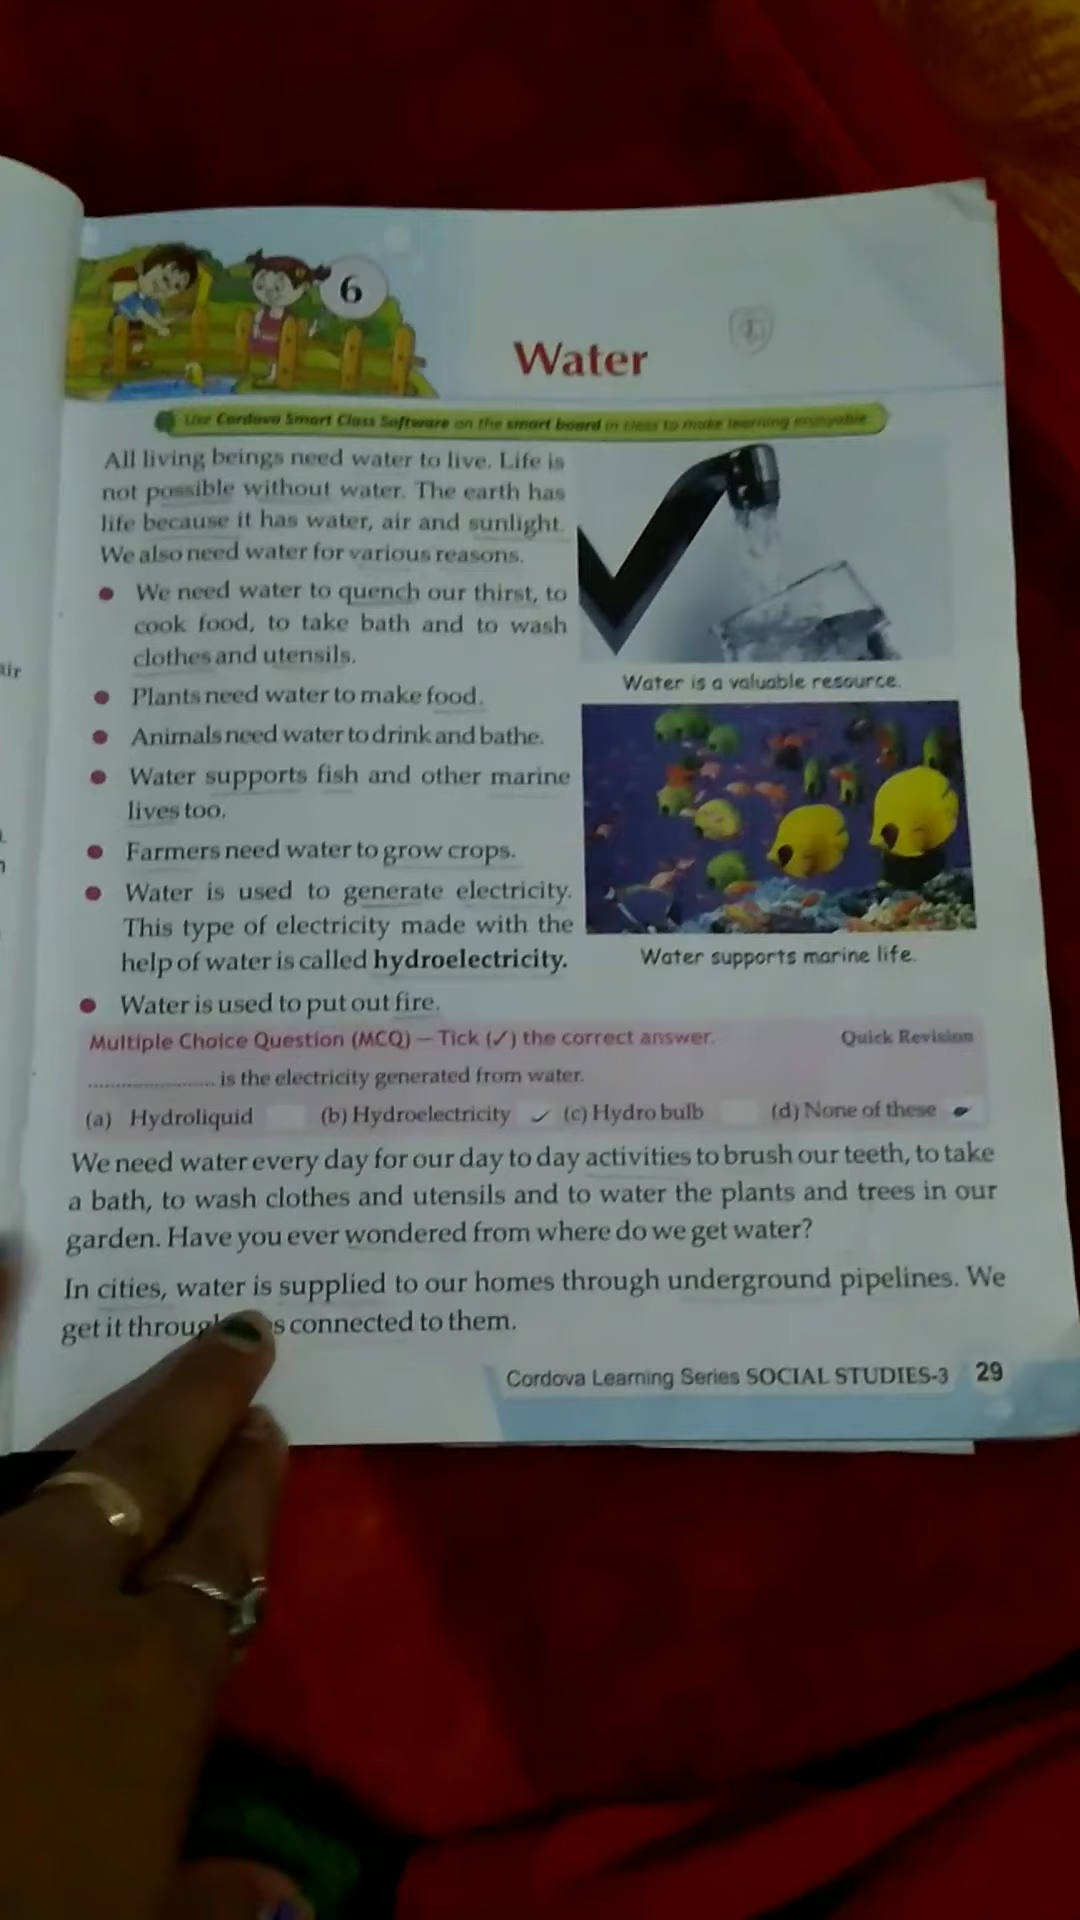 6
Water
Use Cordova Smart Class Software on the smart board in class to make learning enjoyable
All living beings need water to live. Life is
not possible without water. The earth has
life because it has water, air and sunlight.
We also need water for various reasons.
● We need water to quench our thirst, to
cook food, to take bath and to wash
clothes and utensils.
● Plants need water to make food.
● Animals need water to drink and bathe.
● Water supports fish and other marine
lives too.
● Farmers need water to grow crops.
● Water is used to generate electricity.
This type of electricity made with the
help of water is called hydroelectricity.
● Water is used to put out fire.
Water is a valuable resource.
Water supports marine life.
Multiple Choice Question (MCQ) – Tick (✓) the correct answer. Quick Revision
..................... is the electricity generated from water.
(a) Hydroliquid (b) Hydroelectricity ✓ (c) Hydro bulb (d) None of these
We need water every day for our day to day activities to brush our teeth, to take
a bath, to wash clothes and utensils and to water the plants and trees in our
garden. Have you ever wondered from where do we get water?
In cities, water is supplied to our homes through underground pipelines. We
get it through connected to them.
Cordova Learning Series SOCIAL STUDIES-3 29
air